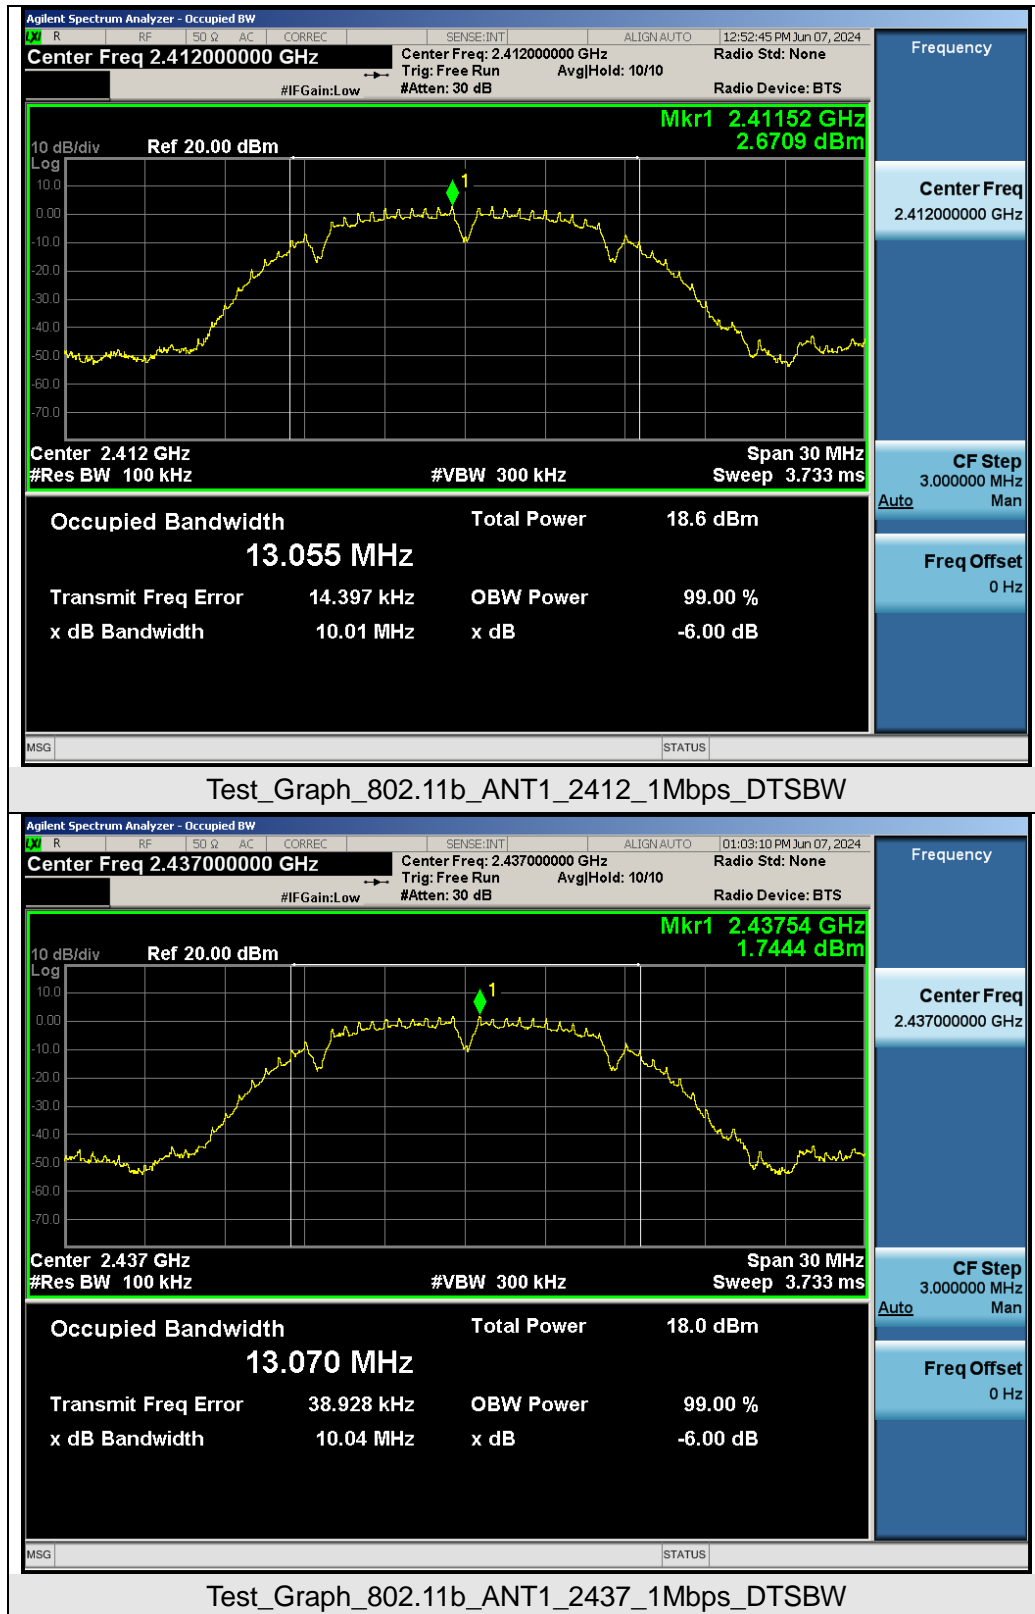 Agilent Spectrum Analyzer - Occupied BW
LXI R RF 50 Ω AC CORREC SENSE:INT ALIGN AUTO 12:52:45 PM Jun 07, 2024
Center Freq 2.412000000 GHz
Center Freq: 2.412000000 GHz Radio Std: None
Trig: Free Run Avg|Hold: 10/10
#IFGain:Low #Atten: 30 dB Radio Device: BTS
Mkr1 2.41152 GHz
2.6709 dBm
10 dB/div Ref 20.00 dBm
Log
10.0
0.00
-10.0
-20.0
-30.0
-40.0
-50.0
-60.0
-70.0
1
Center 2.412 GHz Span 30 MHz
#Res BW 100 kHz #VBW 300 kHz Sweep 3.733 ms
Occupied Bandwidth Total Power 18.6 dBm
13.055 MHz
Transmit Freq Error 14.397 kHz OBW Power 99.00 %
x dB Bandwidth 10.01 MHz x dB -6.00 dB
MSG STATUS
Frequency
Center Freq
2.412000000 GHz
CF Step
3.000000 MHz
Auto Man
Freq Offset
0 Hz
Test_Graph_802.11b_ANT1_2412_1Mbps_DTSBW
Agilent Spectrum Analyzer - Occupied BW
LXI R RF 50 Ω AC CORREC SENSE:INT ALIGN AUTO 01:03:10 PM Jun 07, 2024
Center Freq 2.437000000 GHz
Center Freq: 2.437000000 GHz Radio Std: None
Trig: Free Run Avg|Hold: 10/10
#IFGain:Low #Atten: 30 dB Radio Device: BTS
Mkr1 2.43754 GHz
1.7444 dBm
10 dB/div Ref 20.00 dBm
Log
10.0
0.00
-10.0
-20.0
-30.0
-40.0
-50.0
-60.0
-70.0
1
Center 2.437 GHz Span 30 MHz
#Res BW 100 kHz #VBW 300 kHz Sweep 3.733 ms
Occupied Bandwidth Total Power 18.0 dBm
13.070 MHz
Transmit Freq Error 38.928 kHz OBW Power 99.00 %
x dB Bandwidth 10.04 MHz x dB -6.00 dB
MSG STATUS
Frequency
Center Freq
2.437000000 GHz
CF Step
3.000000 MHz
Auto Man
Freq Offset
0 Hz
Test_Graph_802.11b_ANT1_2437_1Mbps_DTSBW